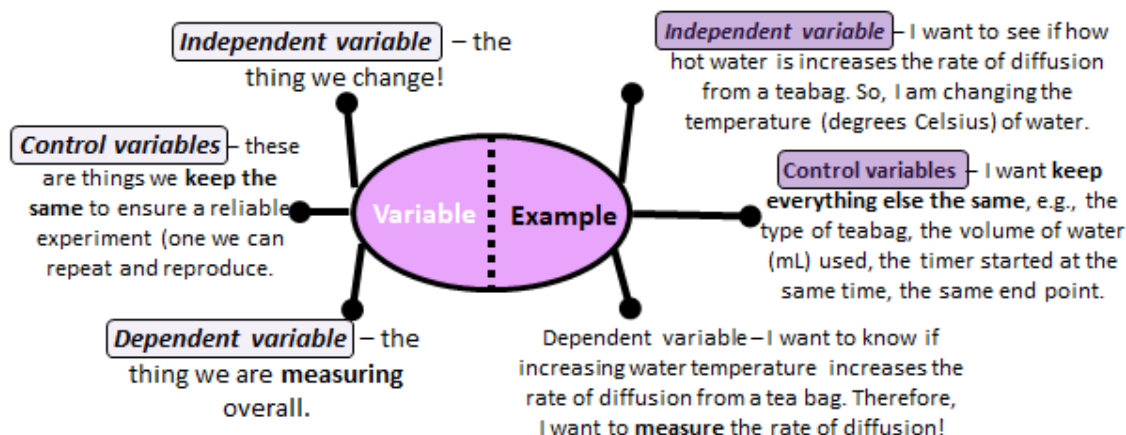 Independent variable – the
thing we change!
Control variables – these
are things we keep the
same to ensure a reliable
experiment (one we can
repeat and reproduce.
Dependent variable – the
thing we are measuring
overall.
Variable
Example
Independent variable – I want to see if how
hot water is increases the rate of diffusion
from a teabag. So, I am changing the
temperature (degrees Celsius) of water.
Control variables – I want keep
everything else the same, e.g., the
type of teabag, the volume of water
(mL) used, the timer started at the
same time, the same end point.
Dependent variable – I want to know if
increasing water temperature increases the
rate of diffusion from a tea bag. Therefore,
I want to measure the rate of diffusion!